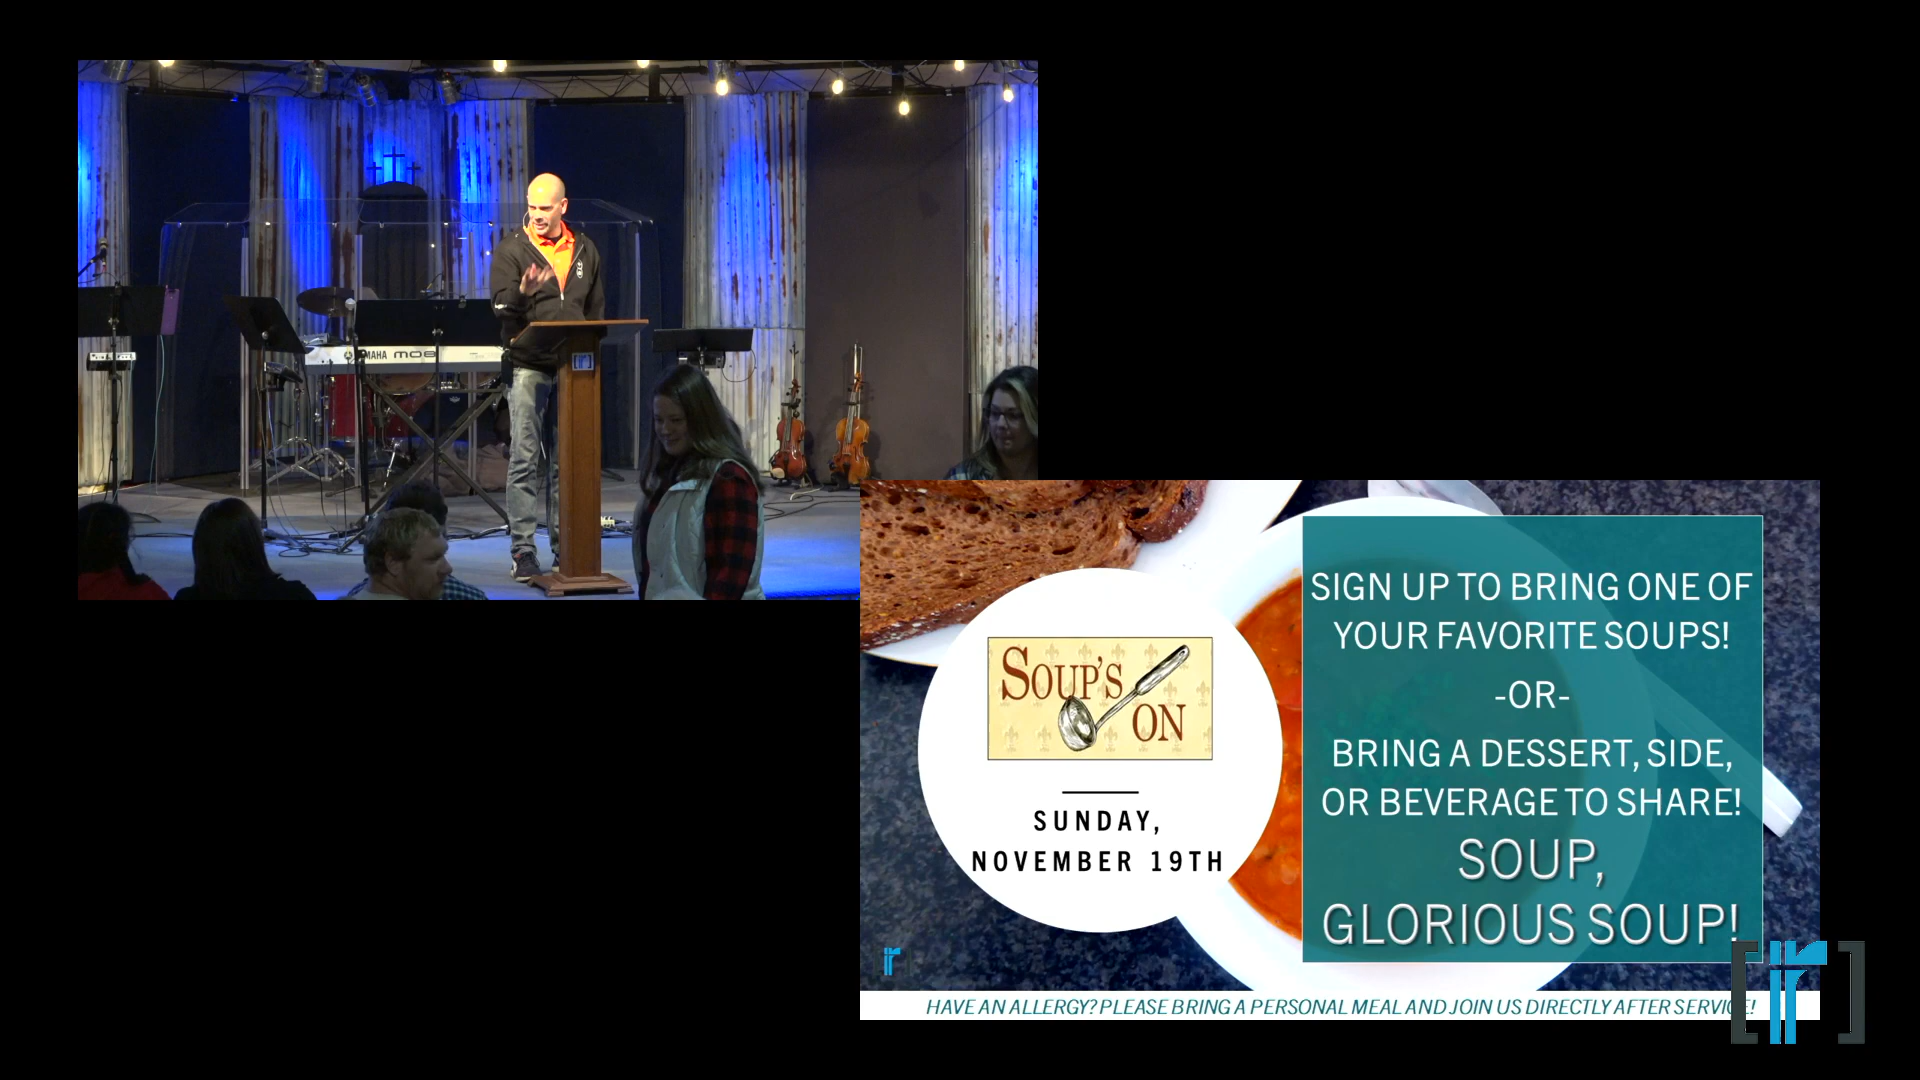 YAMAHA MO8
SOUP'S
ON
SUNDAY,
NOVEMBER 19TH
SIGN UP TO BRING ONE OF
YOUR FAVORITE SOUPS!
-OR-
BRING A DESSERT, SIDE,
OR BEVERAGE TO SHARE!
SOUP,
GLORIOUS SOUP!
HAVE AN ALLERGY? PLEASE BRING A PERSONAL MEAL AND JOIN US DIRECTLY AFTER SERVICE!
[ir]